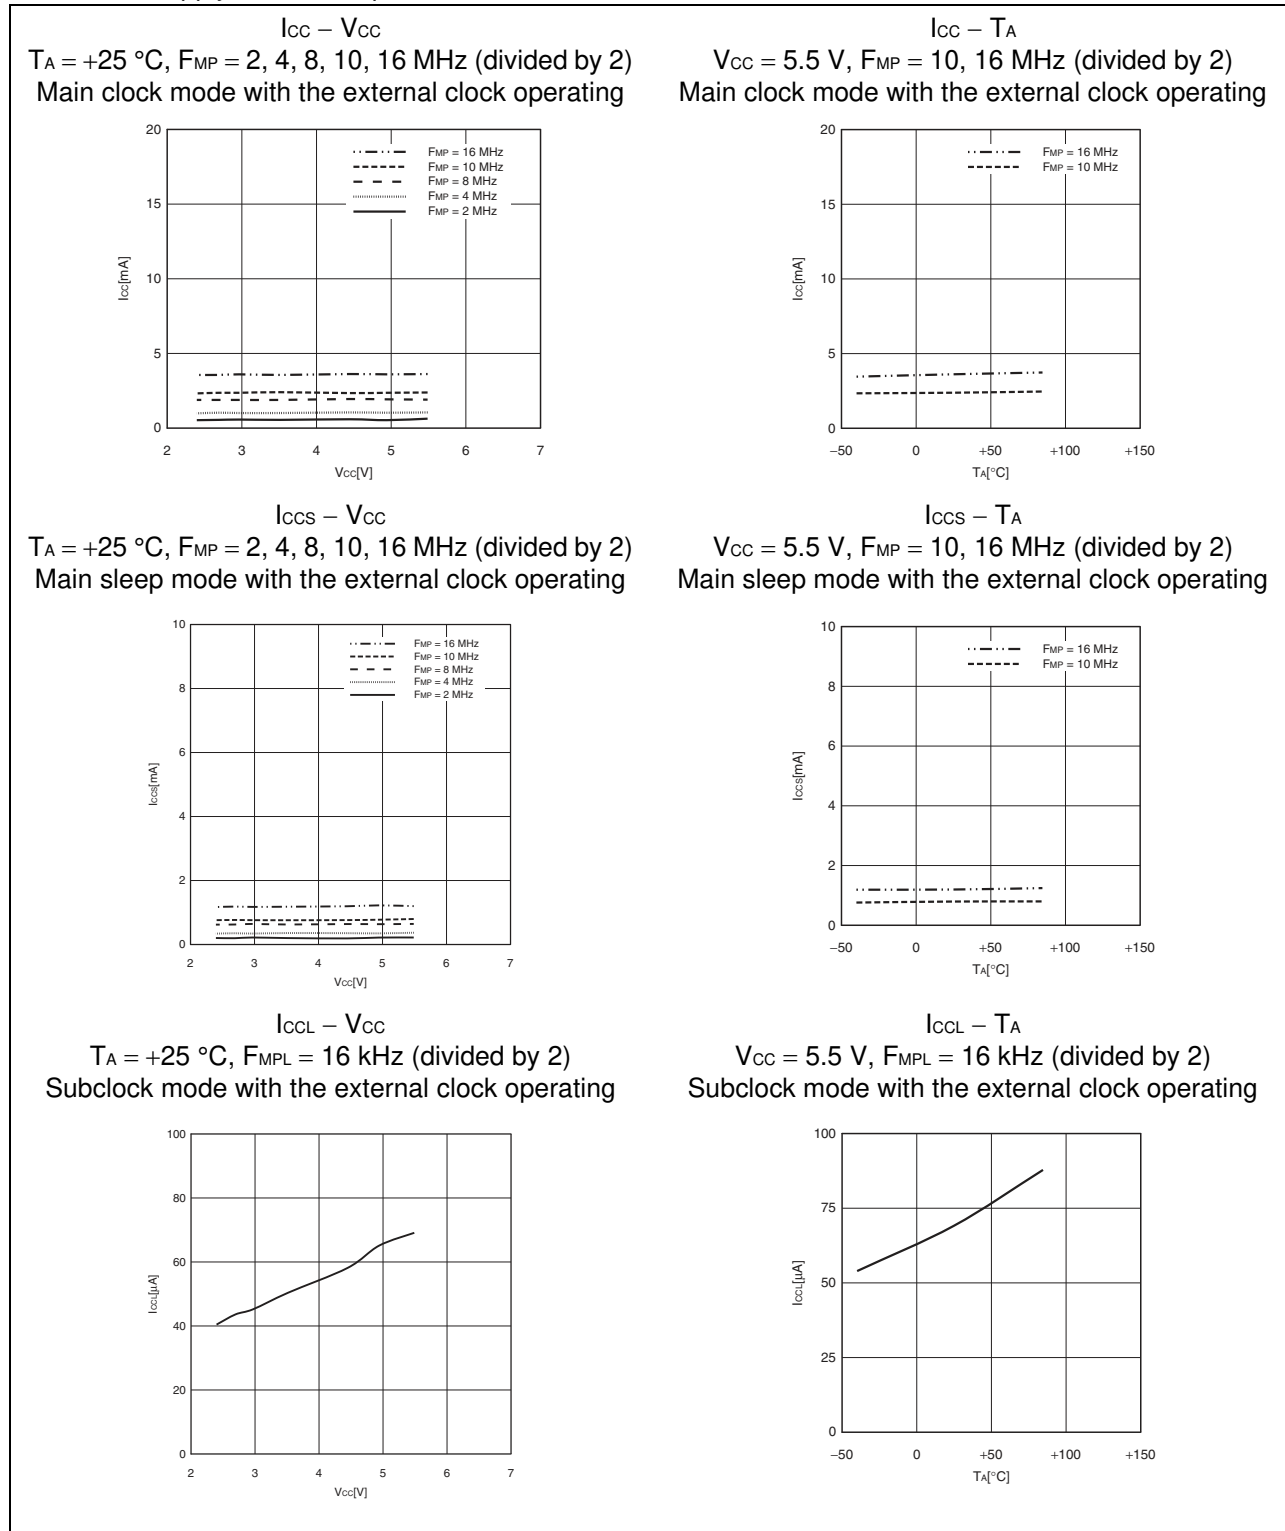 ICC − VCC
TA = +25 °C, FMP = 2, 4, 8, 10, 16 MHz (divided by 2)
Main clock mode with the external clock operating
20
15
10
5
0
ICC[mA]
FMP = 16 MHz
FMP = 10 MHz
FMP = 8 MHz
FMP = 4 MHz
FMP = 2 MHz
2 3 4 5 6 7
VCC[V]
ICC − TA
VCC = 5.5 V, FMP = 10, 16 MHz (divided by 2)
Main clock mode with the external clock operating
20
15
10
5
0
ICC[mA]
FMP = 16 MHz
FMP = 10 MHz
−50 0 +50 +100 +150
TA[°C]
ICCS − VCC
TA = +25 °C, FMP = 2, 4, 8, 10, 16 MHz (divided by 2)
Main sleep mode with the external clock operating
10
8
6
4
2
0
ICCS[mA]
FMP = 16 MHz
FMP = 10 MHz
FMP = 8 MHz
FMP = 4 MHz
FMP = 2 MHz
2 3 4 5 6 7
VCC[V]
ICCS − TA
VCC = 5.5 V, FMP = 10, 16 MHz (divided by 2)
Main sleep mode with the external clock operating
10
8
6
4
2
0
ICCS[mA]
FMP = 16 MHz
FMP = 10 MHz
−50 0 +50 +100 +150
TA[°C]
ICCL − VCC
TA = +25 °C, FMPL = 16 kHz (divided by 2)
Subclock mode with the external clock operating
100
80
60
40
20
0
ICCL[μA]
2 3 4 5 6 7
VCC[V]
ICCL − TA
VCC = 5.5 V, FMPL = 16 kHz (divided by 2)
Subclock mode with the external clock operating
100
75
50
25
0
ICCL[μA]
−50 0 +50 +100 +150
TA[°C]